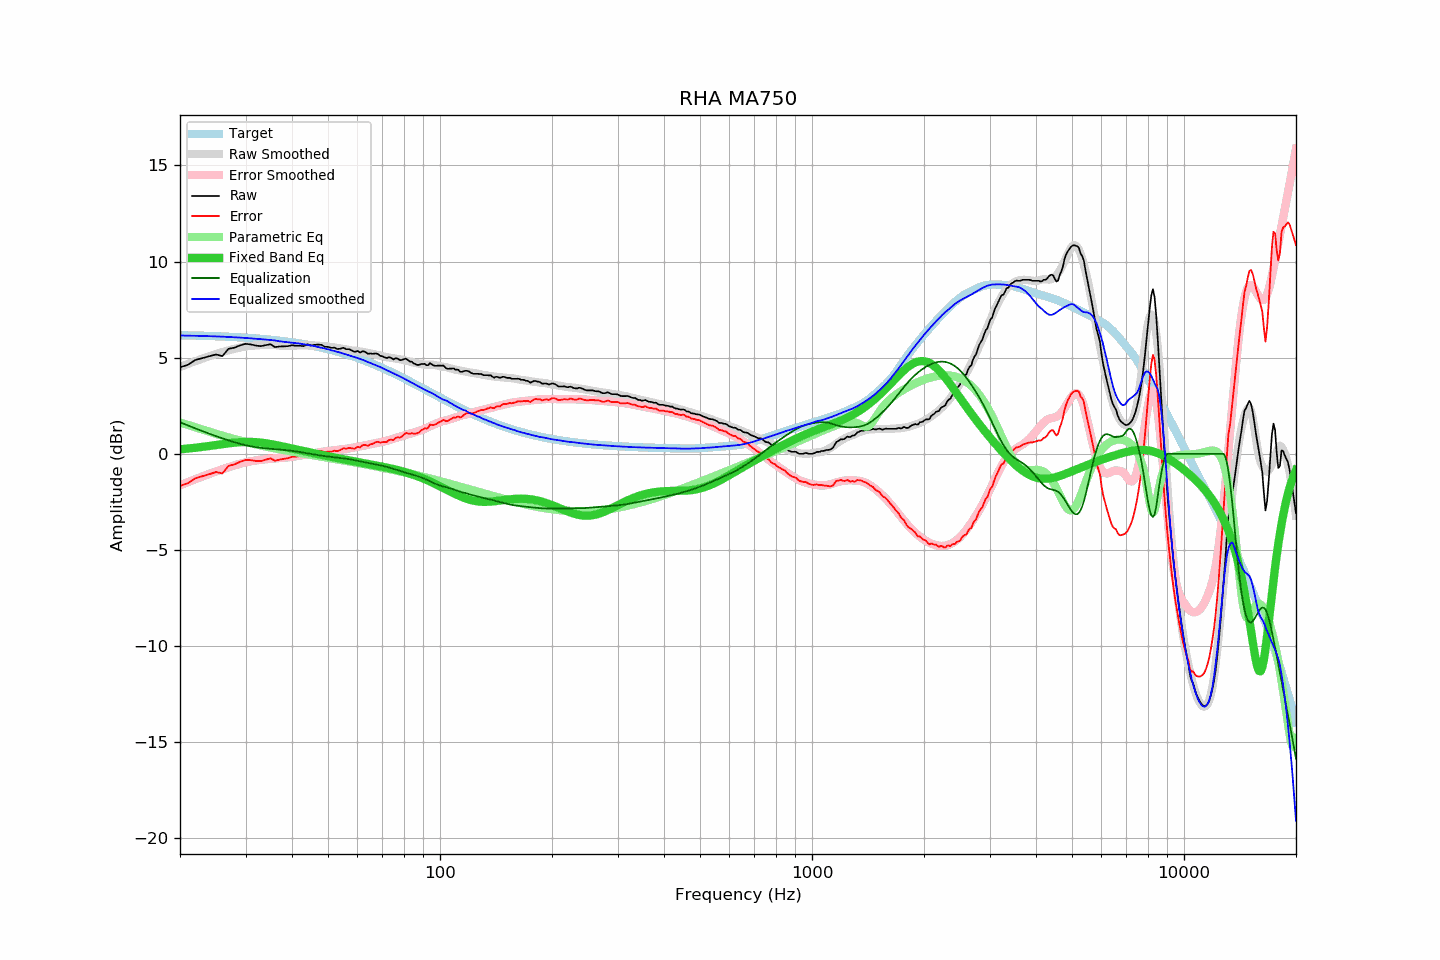 RHA MA750
Target
Raw Smoothed
Error Smoothed
Raw
Error
Parametric Eq
Fixed Band Eq
Equalization
Equalized smoothed
15
10
5
0
−5
−10
−15
−20
Amplitude (dBr)
100 1000 10000
Frequency (Hz)